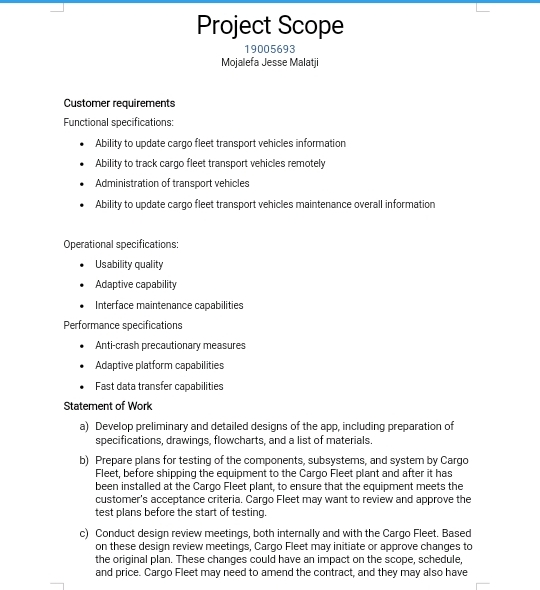 Project Scope
19005693
Mojalefa Jesse Malatji
Customer requirements
Functional specifications:
• Ability to update cargo fleet transport vehicles information
• Ability to track cargo fleet transport vehicles remotely
• Administration of transport vehicles
• Ability to update cargo fleet transport vehicles maintenance overall information
Operational specifications:
• Usability quality
• Adaptive capability
• Interface maintenance capabilities
Performance specifications
• Anti-crash precautionary measures
• Adaptive platform capabilities
• Fast data transfer capabilities
Statement of Work
a) Develop preliminary and detailed designs of the app, including preparation of
specifications, drawings, flowcharts, and a list of materials.
b) Prepare plans for testing of the components, subsystems, and system by Cargo
Fleet, before shipping the equipment to the Cargo Fleet plant and after it has
been installed at the Cargo Fleet plant, to ensure that the equipment meets the
customer's acceptance criteria. Cargo Fleet may want to review and approve the
test plans before the start of testing.
c) Conduct design review meetings, both internally and with the Cargo Fleet. Based
on these design review meetings, Cargo Fleet may initiate or approve changes to
the original plan. These changes could have an impact on the scope, schedule,
and price. Cargo Fleet may need to amend the contract, and they may also have